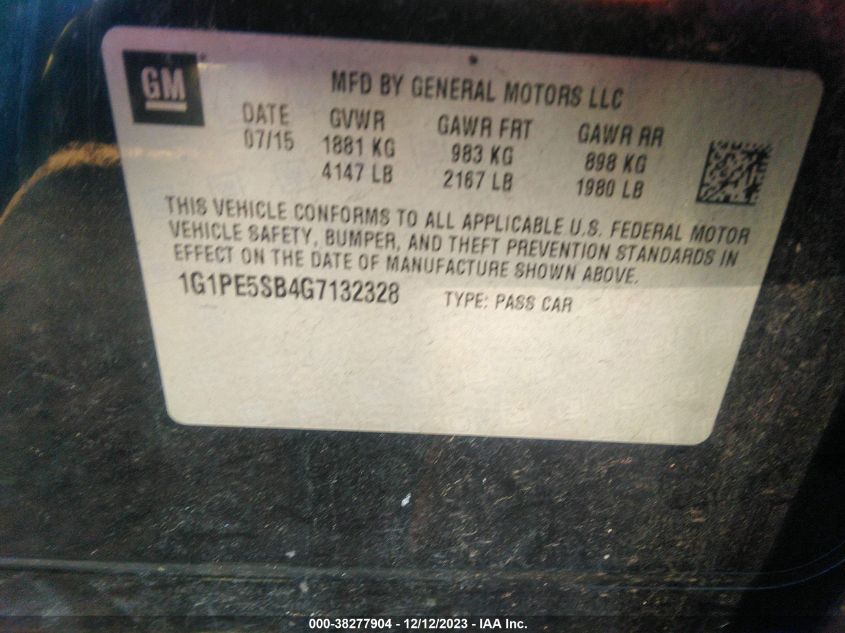 GM
MFD BY GENERAL MOTORS LLC
DATE GVWR GAWR FRT GAWR RR
07/15 1881 KG 983 KG 898 KG
4147 LB 2167 LB 1980 LB
THIS VEHICLE CONFORMS TO ALL APPLICABLE U.S. FEDERAL MOTOR
VEHICLE SAFETY, BUMPER, AND THEFT PREVENTION STANDARDS IN
EFFECT ON THE DATE OF MANUFACTURE SHOWN ABOVE.
1G1PE5SB4G7132328 TYPE: PASS CAR
000-38277904 - 12/12/2023 - IAA Inc.